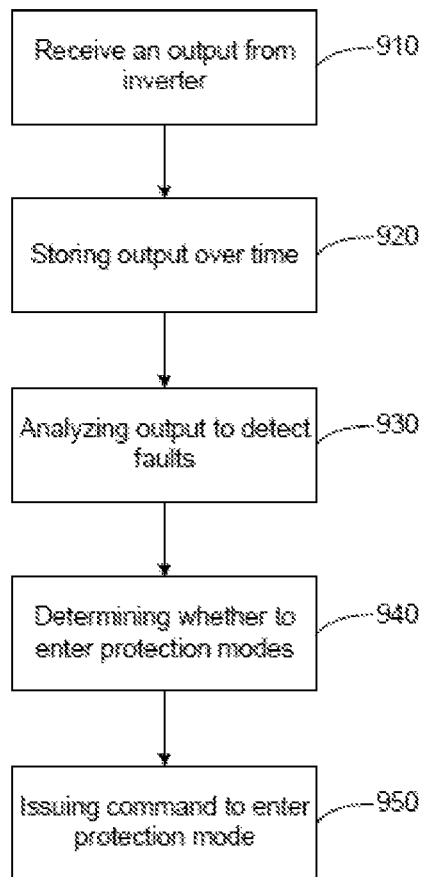 Receive an output from
inverter
910
Storing output over time
920
Analyzing output to detect
faults
930
Determining whether to
enter protection modes
940
Issuing command to enter
protection mode
950